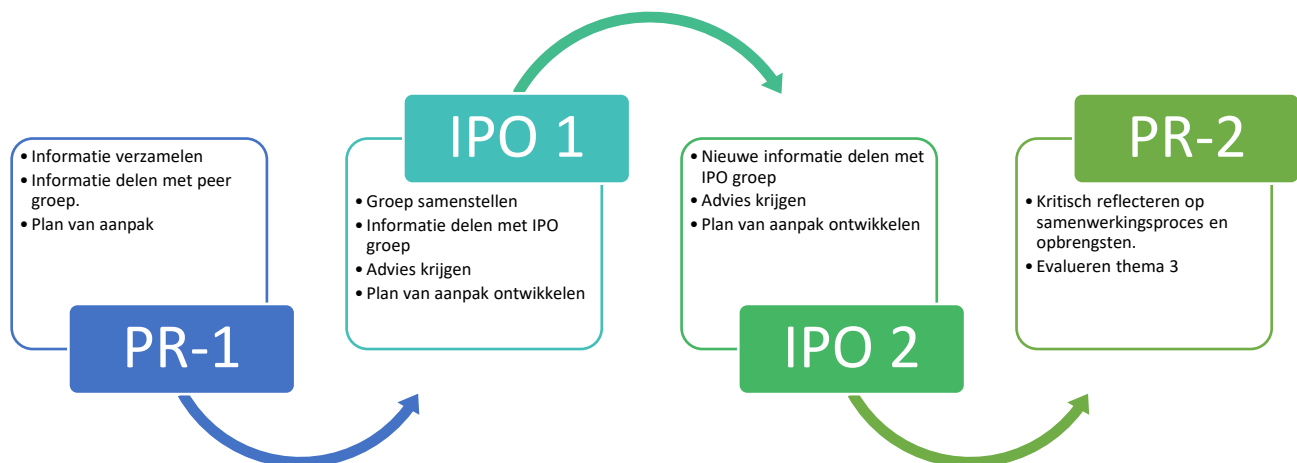 • Informatie verzamelen
• Informatie delen met peer
groep.
• Plan van aanpak
PR-1
IPO 1
• Groep samenstellen
• Informatie delen met IPO
groep
• Advies krijgen
• Plan van aanpak ontwikkelen
• Nieuwe informatie delen met
IPO groep
• Advies krijgen
• Plan van aanpak ontwikkelen
IPO 2
PR-2
• Kritisch reflecteren op
samenwerkingsproces en
opbrengsten.
• Evalueren thema 3